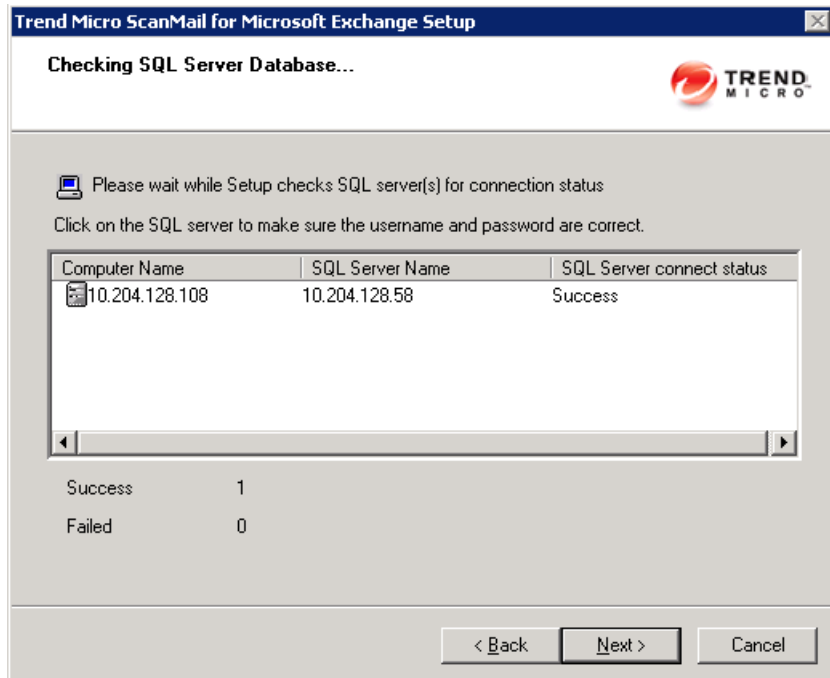 Trend Micro ScanMail for Microsoft Exchange Setup
Checking SQL Server Database...
TREND
MICRO
Please wait while Setup checks SQL server(s) for connection status
Click on the SQL server to make sure the username and password are correct.
Computer Name SQL Server Name SQL Server connect status
10.204.128.108 10.204.128.58 Success
Success 1
Failed 0
< Back Next > Cancel